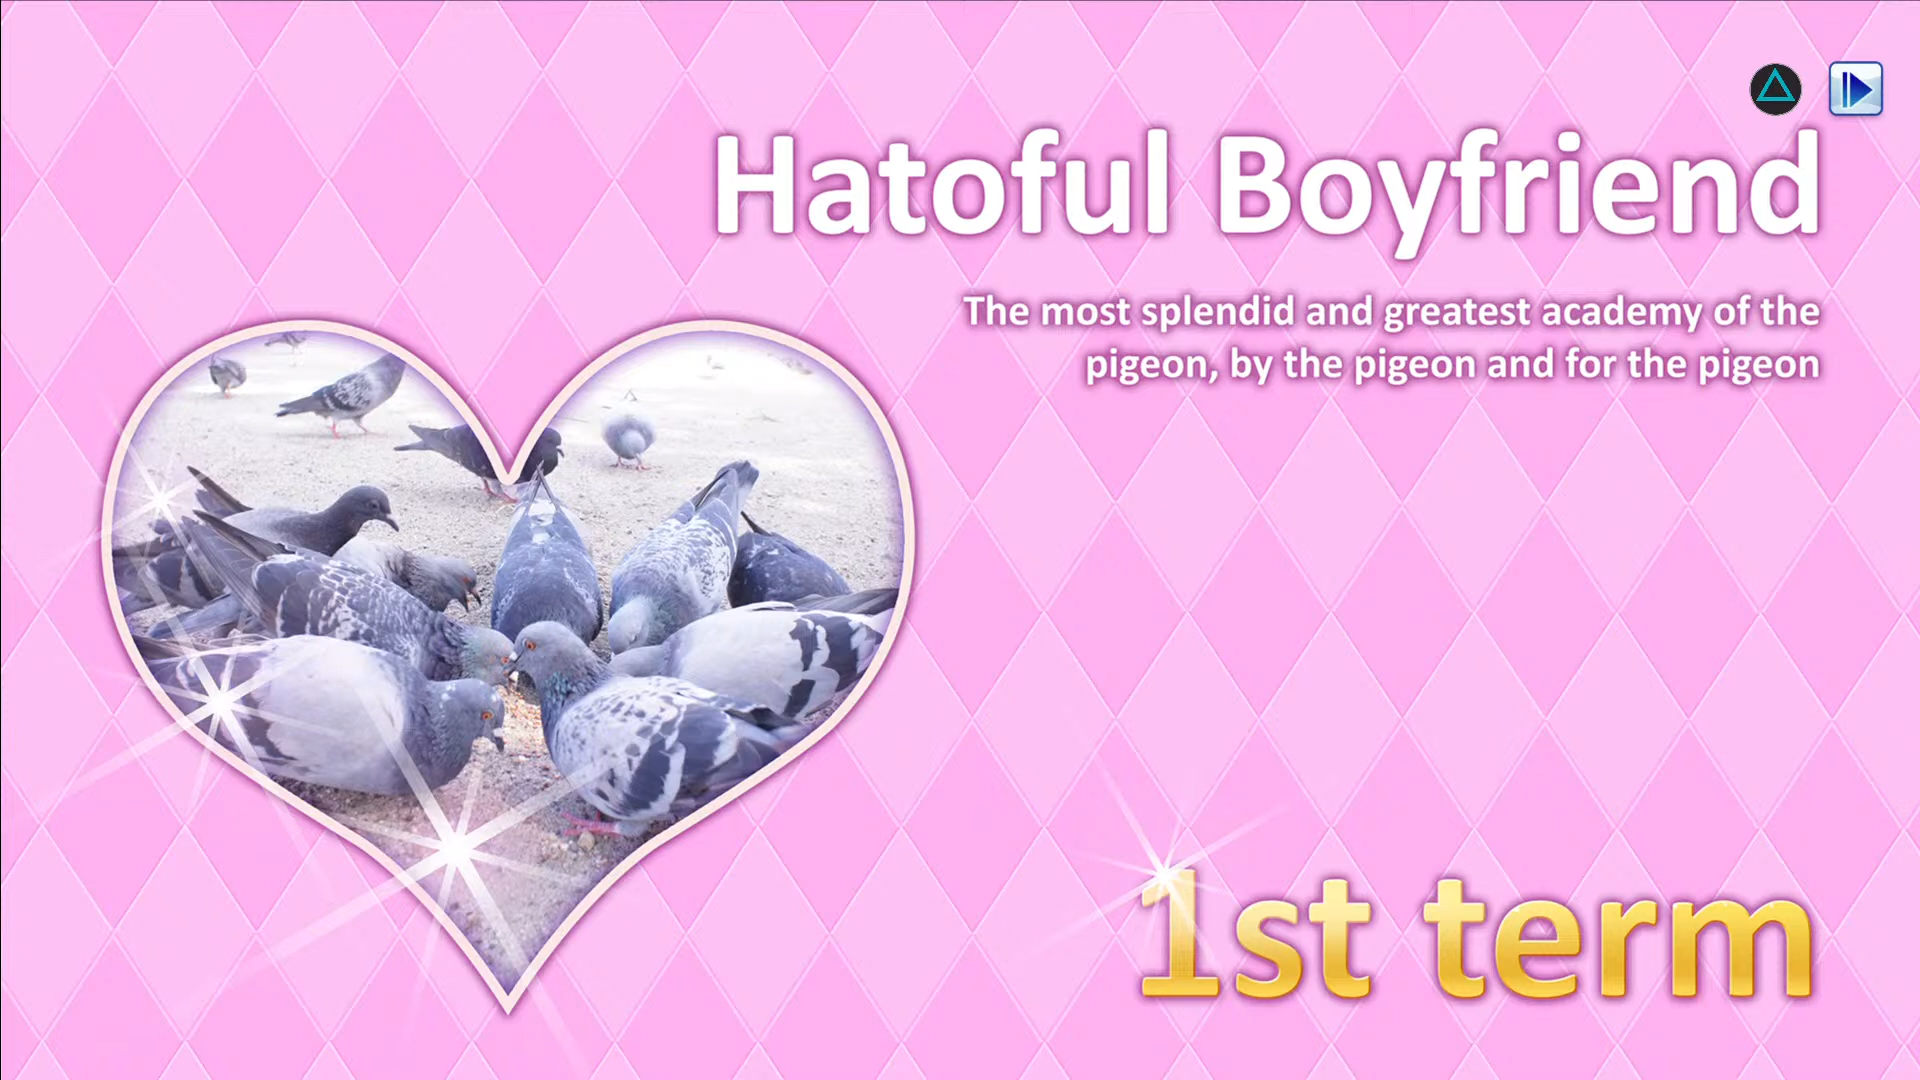 Hatoful Boyfriend
The most splendid and greatest academy of the
pigeon, by the pigeon and for the pigeon
1st term